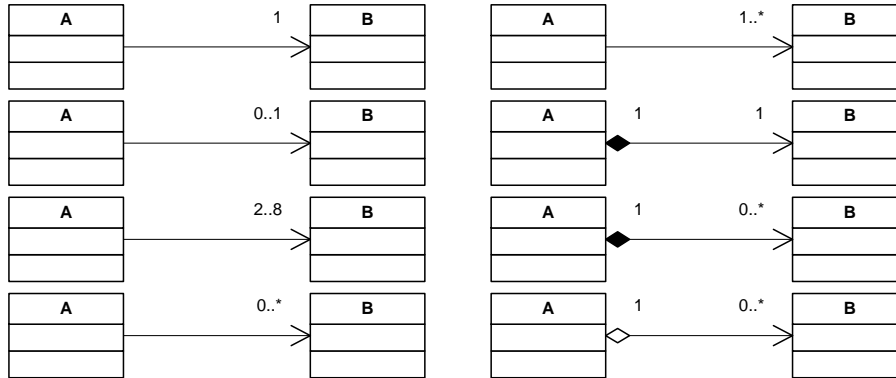 A 1 B
A 0..1 B
A 2..8 B
A 0..* B
A 1..* B
A 1 1 B
A 1 0..* B
A 1 0..* B